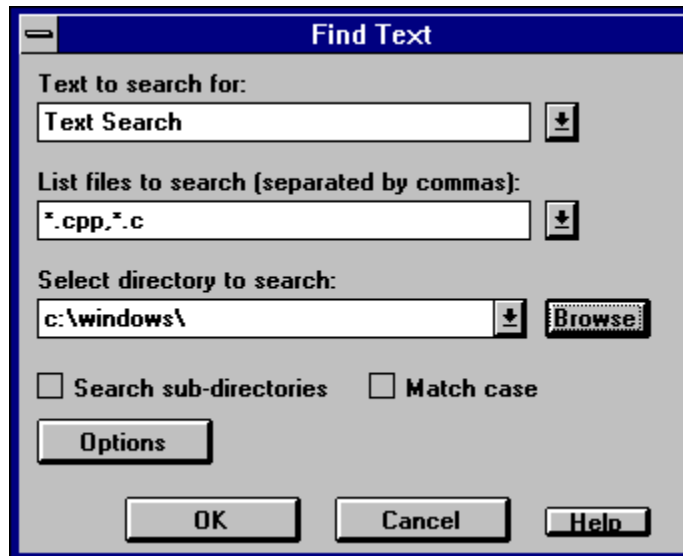 Find Text
Text to search for:
Text Search
List files to search (separated by commas):
*.cpp,*.c
Select directory to search:
c:\windows\
Browse
Search sub-directories Match case
Options
OK Cancel Help